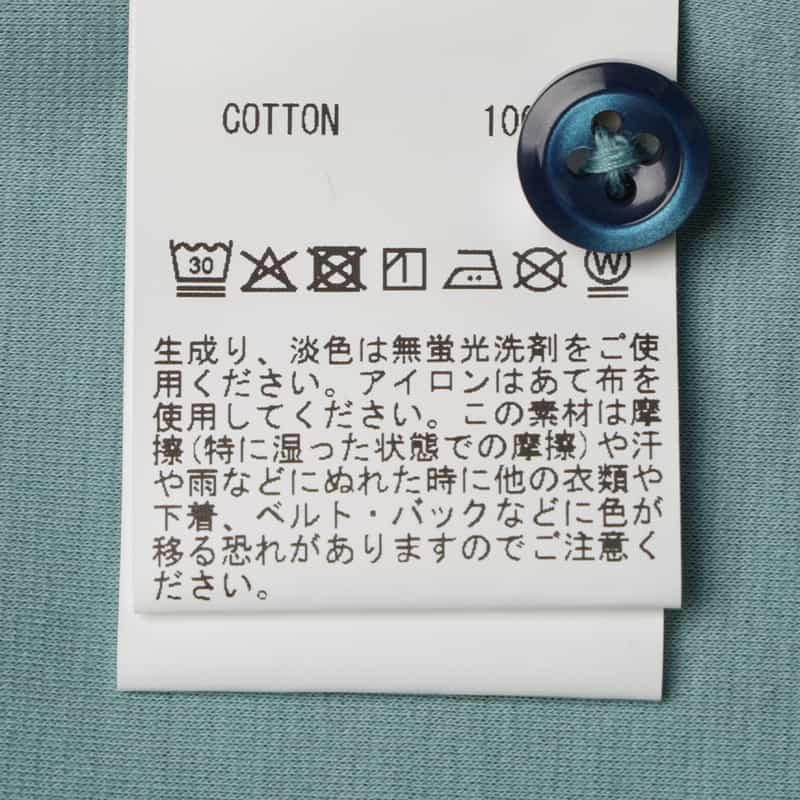 COTTON 10
30 W
生成り、淡色は無蛍光洗剤をご使
用ください。アイロンはあて布を
使用してください。この素材は摩
擦(特に湿った状態での摩擦)や汗
や雨などにぬれた時に他の衣類や
下着、ベルト・バックなどに色が
移る恐れがありますのでご注意く
ださい。